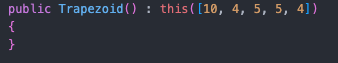 public Trapezoid() : this([10, 4, 5, 5, 4])
{
}